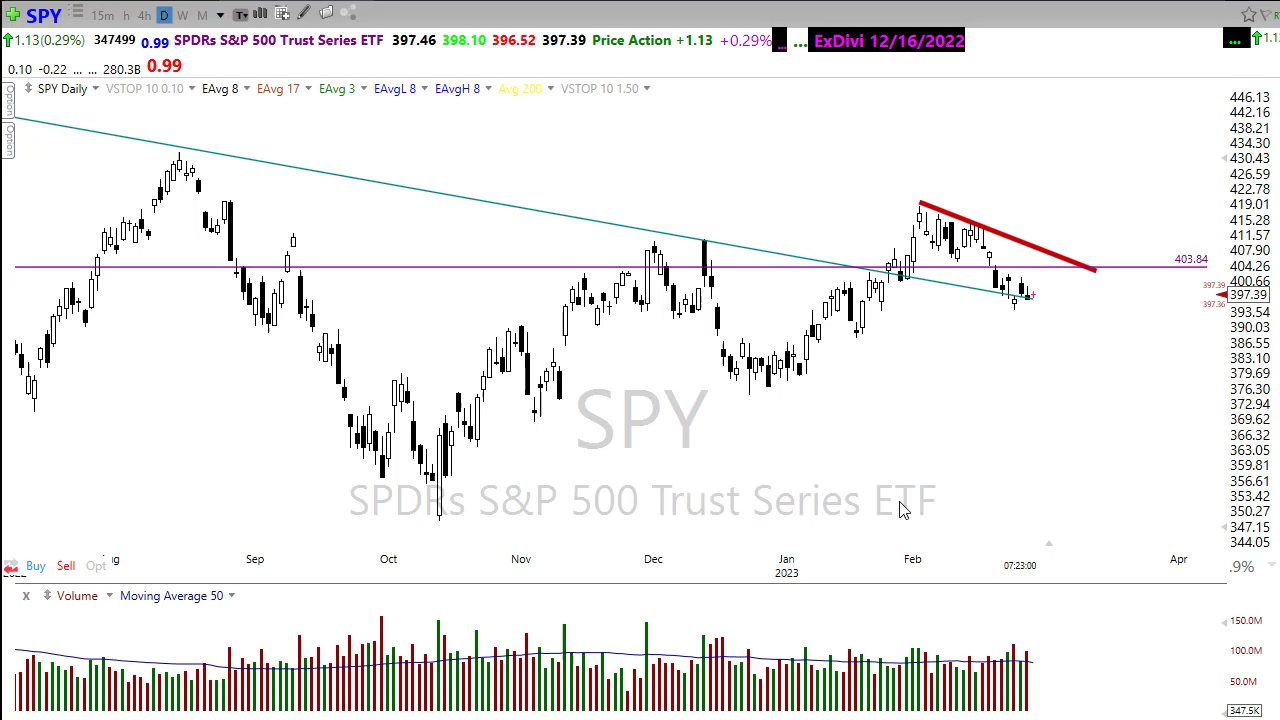 SPY 15m h 4h D W M T
1.13(0.29%) 347499 0.99 SPDRs S&P 500 Trust Series ETF 397.46 398.10 396.52 397.39 Price Action +1.13 +0.29% ... ... ExDivi 12/16/2022 ...
0.10 -0.22 ... ... 280.3B 0.99
SPY Daily VSTOP 10 0.10 EAvg 8 EAvg 17 EAvg 3 EAvgL 8 EAvgH 8 Avg 200 VSTOP 10 1.50
Option
Option
446.13
442.16
438.21
434.30
430.43
426.59
422.78
419.01
415.28
411.57
407.90
403.84
404.26
400.66
397.39
397.39
397.36
393.54
390.03
386.55
383.10
379.69
376.30
372.94
369.62
366.32
363.05
359.81
356.61
353.42
350.27
347.15
344.05
SPY
SPDRs S&P 500 Trust Series ETF
Sep Oct Nov Dec Jan Feb 07:23:00 Apr
2023
Buy Sell Opt
.9%
x Volume Moving Average 50
150.0M
100.0M
50.0M
347.5K